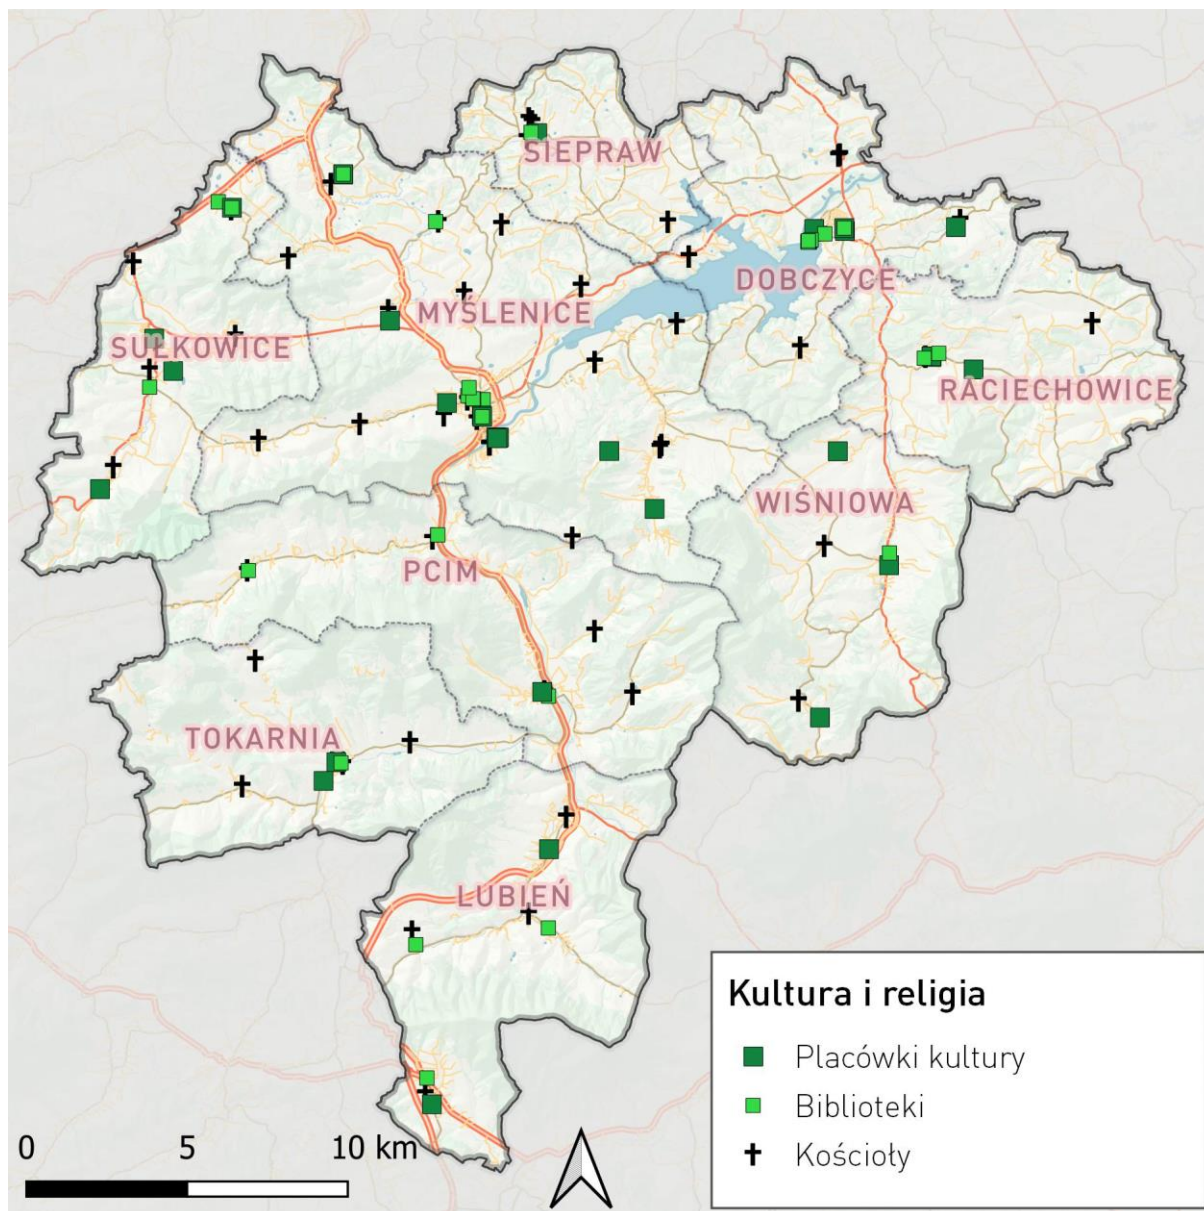 SIEPRAW
DOBCZYCE
MYŚLENICE
SUŁKOWICE
RACIECHOWICE
WIŚNIOWA
PCIM
TOKARNIA
LUBIEŃ
Kultura i religia
Placówki kultury
Biblioteki
Kościoły
0 5 10 km